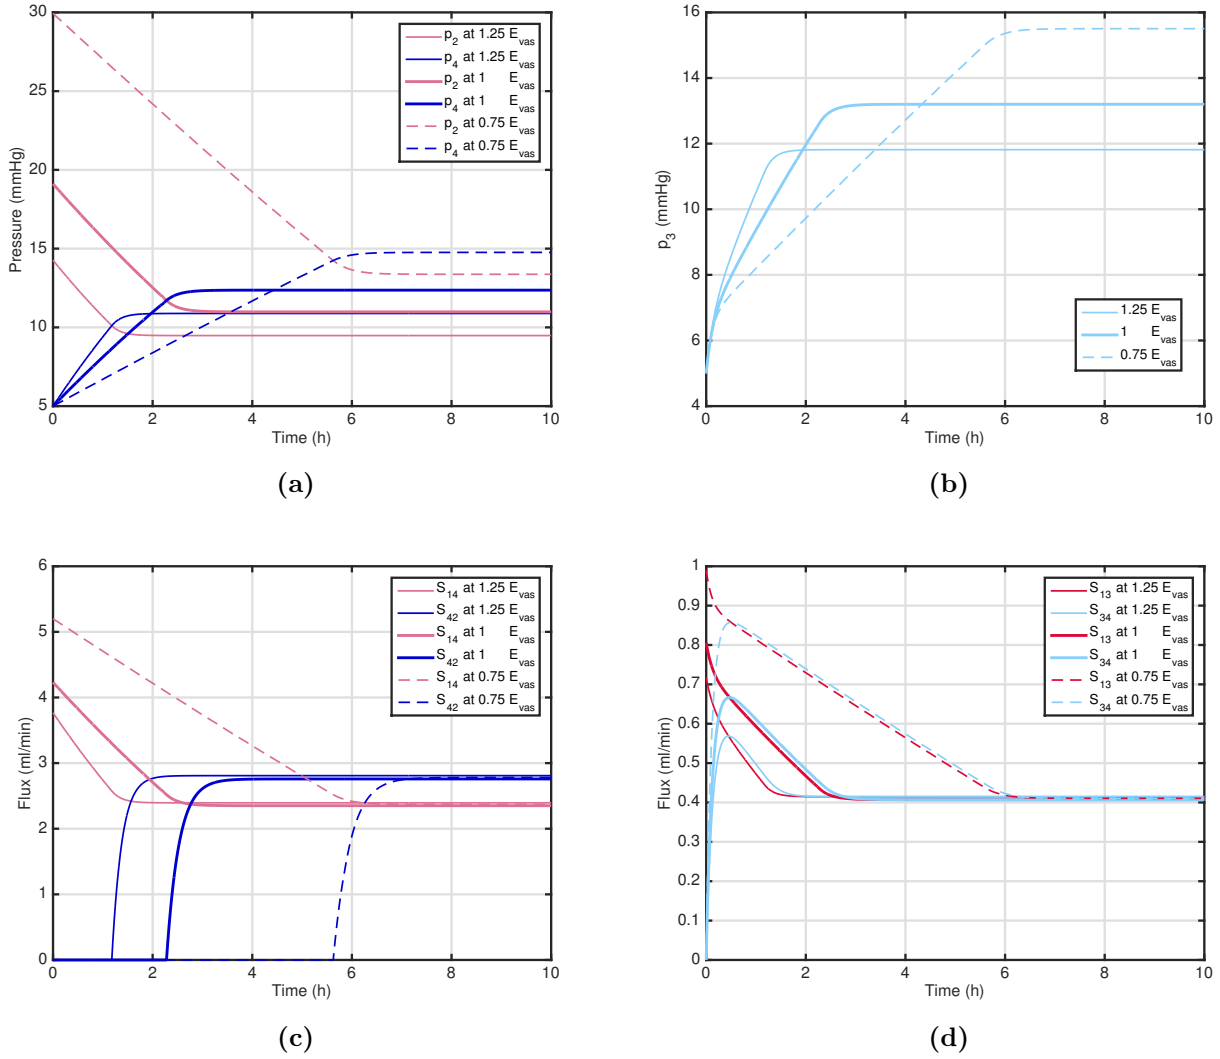 30
25
20
15
10
5
Pressure (mmHg)
p2 at 1.25 Evas
p4 at 1.25 Evas
p2 at 1 Evas
p4 at 1 Evas
p2 at 0.75 Evas
p4 at 0.75 Evas
0 2 4 6 8 10
Time (h)
(a)
16
14
12
10
8
6
4
p3 (mmHg)
1.25 Evas
1 Evas
0.75 Evas
0 2 4 6 8 10
Time (h)
(b)
6
5
4
3
2
1
0
Flux (ml/min)
S14 at 1.25 Evas
S42 at 1.25 Evas
S14 at 1 Evas
S42 at 1 Evas
S14 at 0.75 Evas
S42 at 0.75 Evas
0 2 4 6 8 10
Time (h)
(c)
1
0.9
0.8
0.7
0.6
0.5
0.4
0.3
0.2
0.1
0
Flux (ml/min)
S13 at 1.25 Evas
S34 at 1.25 Evas
S13 at 1 Evas
S34 at 1 Evas
S13 at 0.75 Evas
S34 at 0.75 Evas
0 2 4 6 8 10
Time (h)
(d)